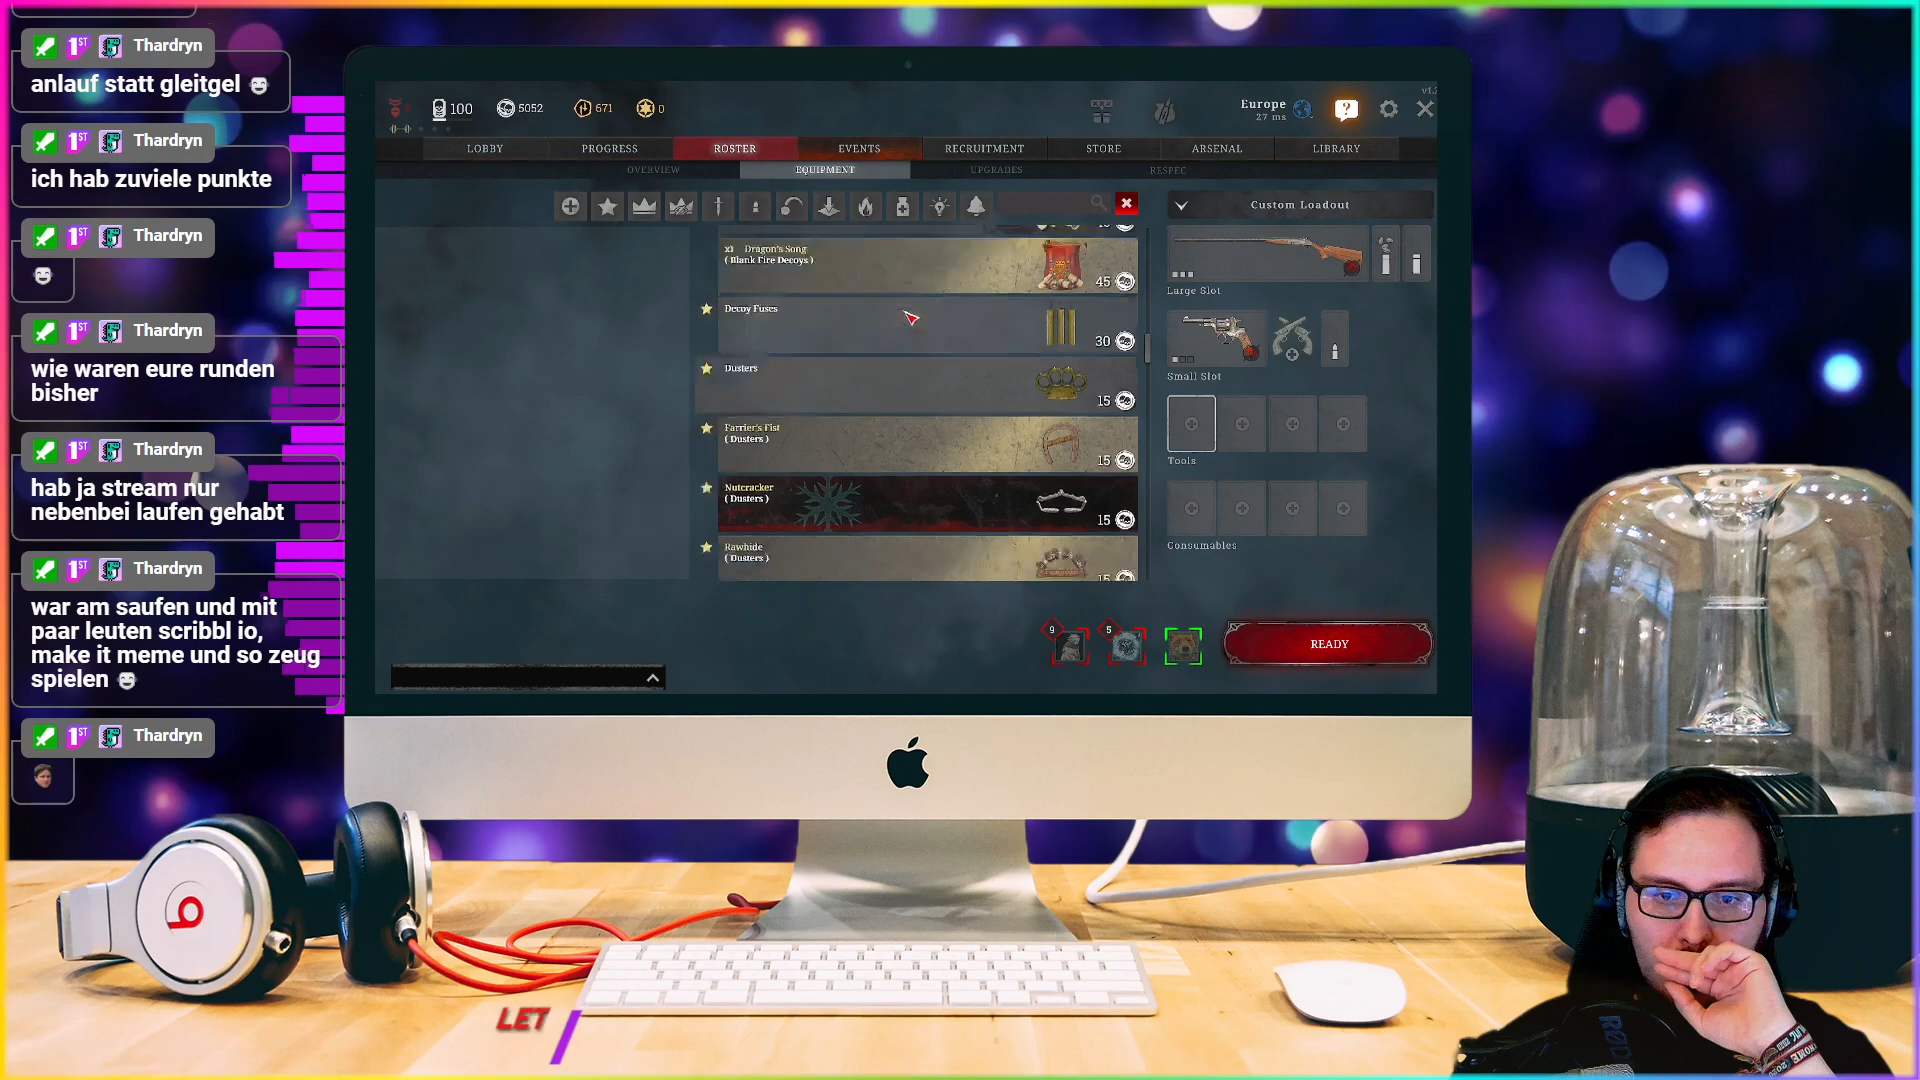 Thardryn
anlauf statt gleitgel
Thardryn
ich hab zuviele punkte
Thardryn
Thardryn
wie waren eure runden
bisher
Thardryn
hab ja stream nur
nebenbei laufen gehabt
Thardryn
war am saufen und mit
paar leuten scribbl io,
make it meme und so zeug
spielen
Thardryn
100
5052
671
0
Europe
27 ms
LOBBY
PROGRESS
ROSTER
EVENTS
RECRUITMENT
STORE
ARSENAL
LIBRARY
OVERVIEW
EQUIPMENT
UPGRADES
RESPEC
x1 Dragon's Song
( Blank Fire Decoys )
45
Decoy Fuses
30
Dusters
15
Farrier's Fist
( Dusters )
15
Nutcracker
( Dusters )
15
Rawhide
( Dusters )
15
Custom Loadout
Large Slot
Small Slot
Tools
Consumables
9
5
READY
LET